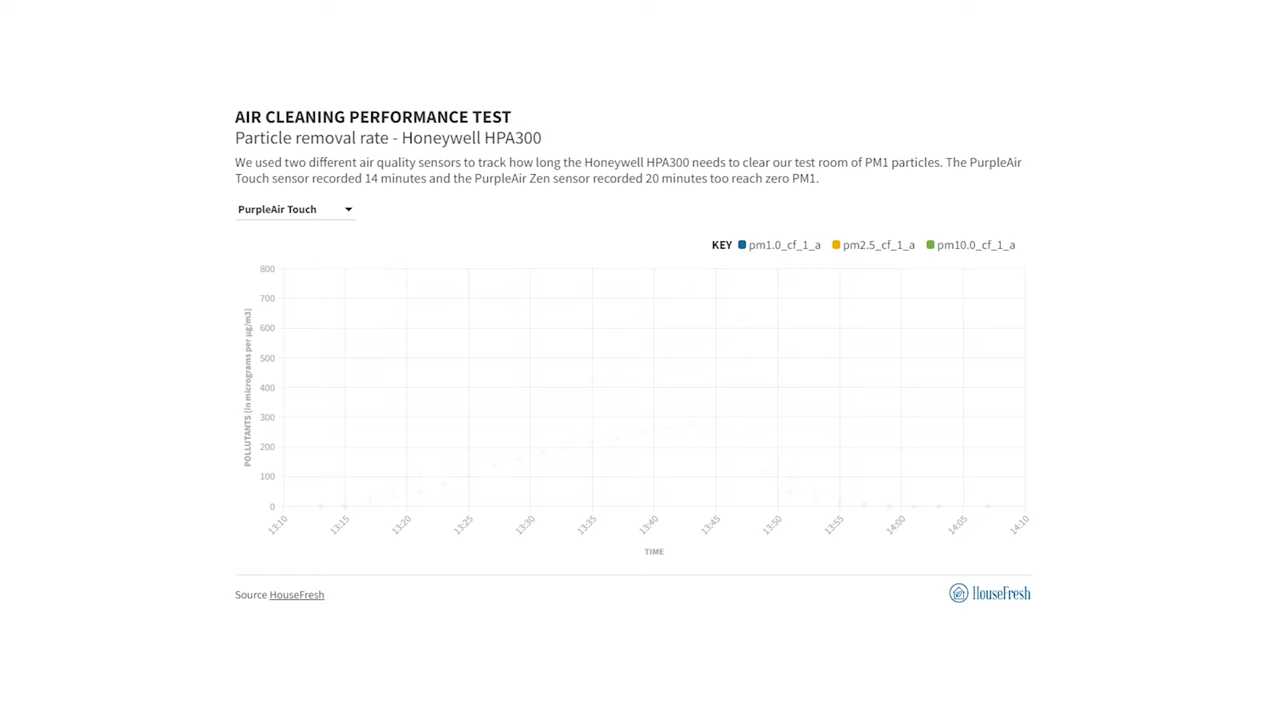 AIR CLEANING PERFORMANCE TEST
Particle removal rate - Honeywell HPA300
We used two different air quality sensors to track how long the Honeywell HPA300 needs to clear our test room of PM1 particles. The PurpleAir
Touch sensor recorded 14 minutes and the PurpleAir Zen sensor recorded 20 minutes too reach zero PM1.
PurpleAir Touch
KEY pm1.0_cf_1_a pm2.5_cf_1_a pm10.0_cf_1_a
POLLUTANTS (in micrograms per µg/m3)
800
700
600
500
400
300
200
100
0
13:10 13:15 13:20 13:25 13:30 13:35 13:40 13:45 13:50 13:55 14:00 14:05 14:10
TIME
Source HouseFresh
HouseFresh